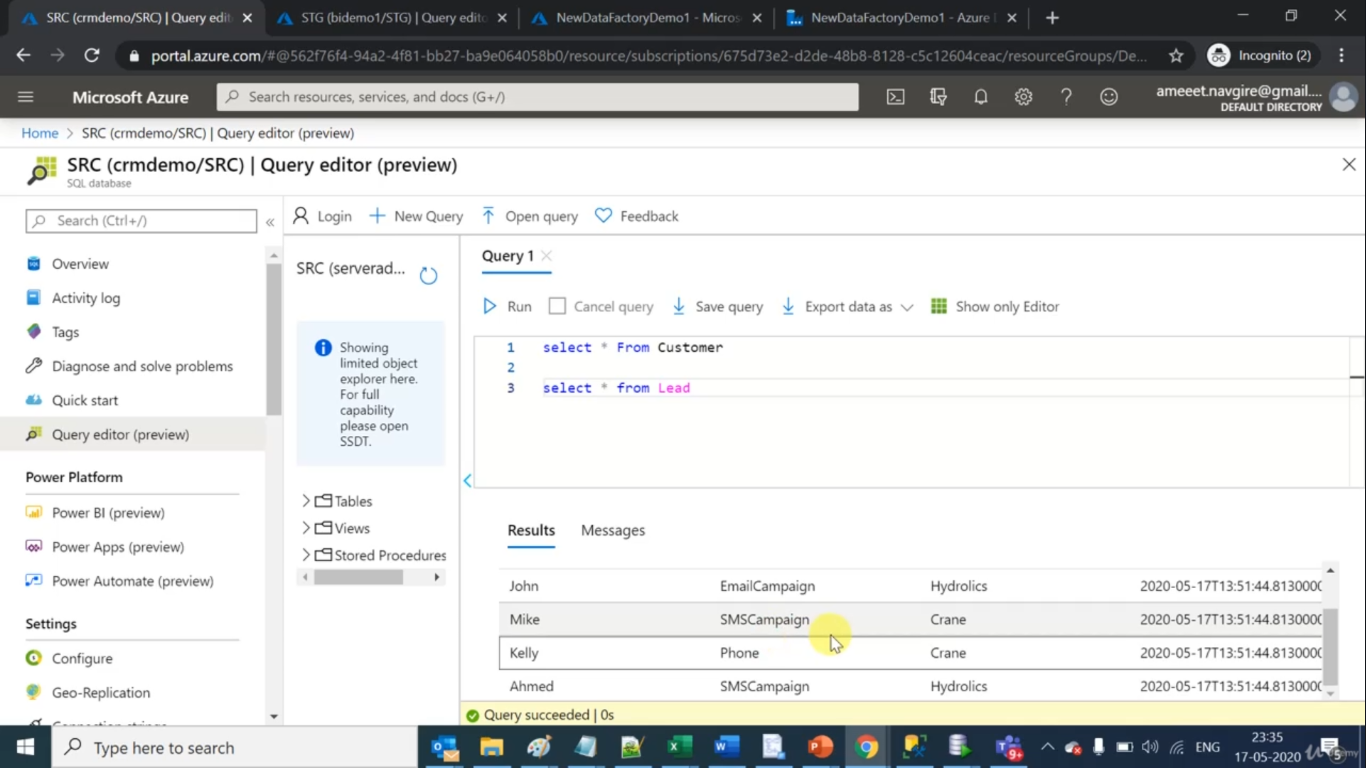 SRC (crmdemo/SRC) | Query edit
STG (bidemo1/STG) | Query edito
NewDataFactoryDemo1 - Micros
NewDataFactoryDemo1 - Azure D
portal.azure.com/#@562f76f4-94a2-4f81-bb27-ba9e064058b0/resource/subscriptions/675d73e2-d2de-48b8-8128-c5c12604ceac/resourceGroups/De...
Incognito (2)
Microsoft Azure
Search resources, services, and docs (G+/)
ameeet.navgire@gmail....
DEFAULT DIRECTORY
Home > SRC (crmdemo/SRC) | Query editor (preview)
SRC (crmdemo/SRC) | Query editor (preview)
SQL database
Search (Ctrl+/)
Overview
Activity log
Tags
Diagnose and solve problems
Quick start
Query editor (preview)
Power Platform
Power BI (preview)
Power Apps (preview)
Power Automate (preview)
Settings
Configure
Geo-Replication
Connection strings
Login
New Query
Open query
Feedback
SRC (serverad...
Showing
limited object
explorer here.
For full
capability
please open
SSDT.
Tables
Views
Stored Procedures
Query 1
Run
Cancel query
Save query
Export data as
Show only Editor
1 select * From Customer
2
3 select * from Lead
Results
Messages
John EmailCampaign Hydrolics 2020-05-17T13:51:44.8130000
Mike SMSCampaign Crane 2020-05-17T13:51:44.8130000
Kelly Phone Crane 2020-05-17T13:51:44.8130000
Ahmed SMSCampaign Hydrolics 2020-05-17T13:51:44.8130000
Query succeeded | 0s
Type here to search
9+
ENG
23:35
17-05-2020
5